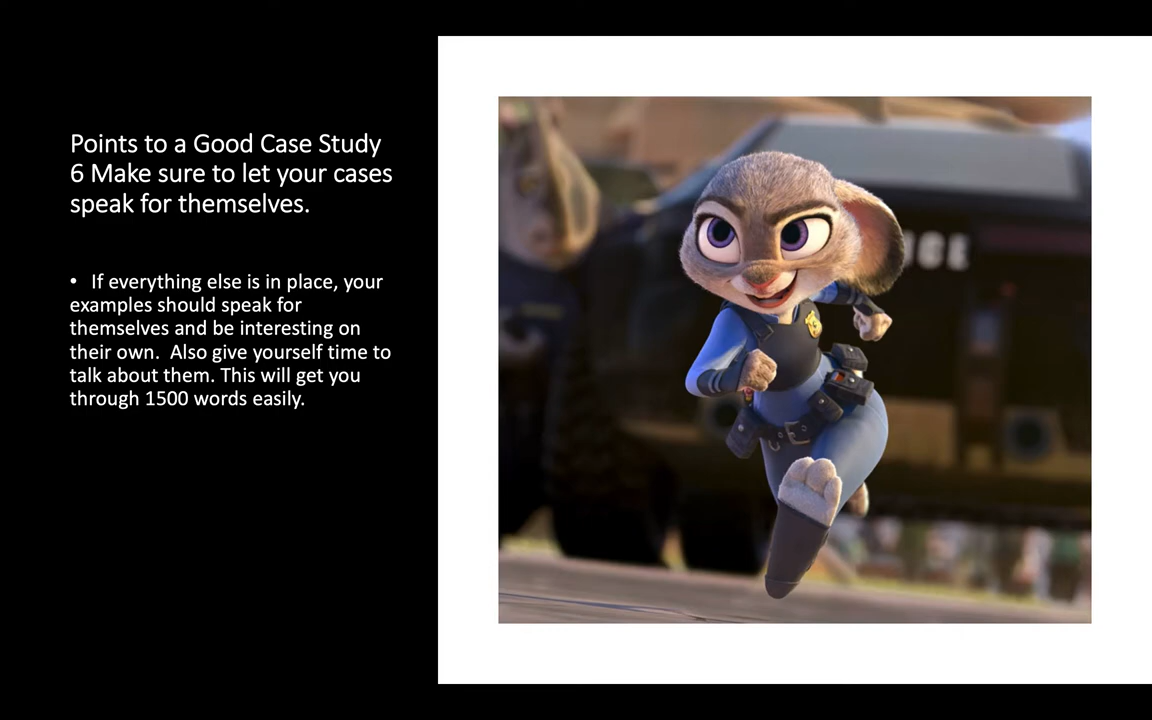 Points to a Good Case Study
6 Make sure to let your cases
speak for themselves.
• If everything else is in place, your
examples should speak for
themselves and be interesting on
their own.  Also give yourself time to
talk about them. This will get you
through 1500 words easily.